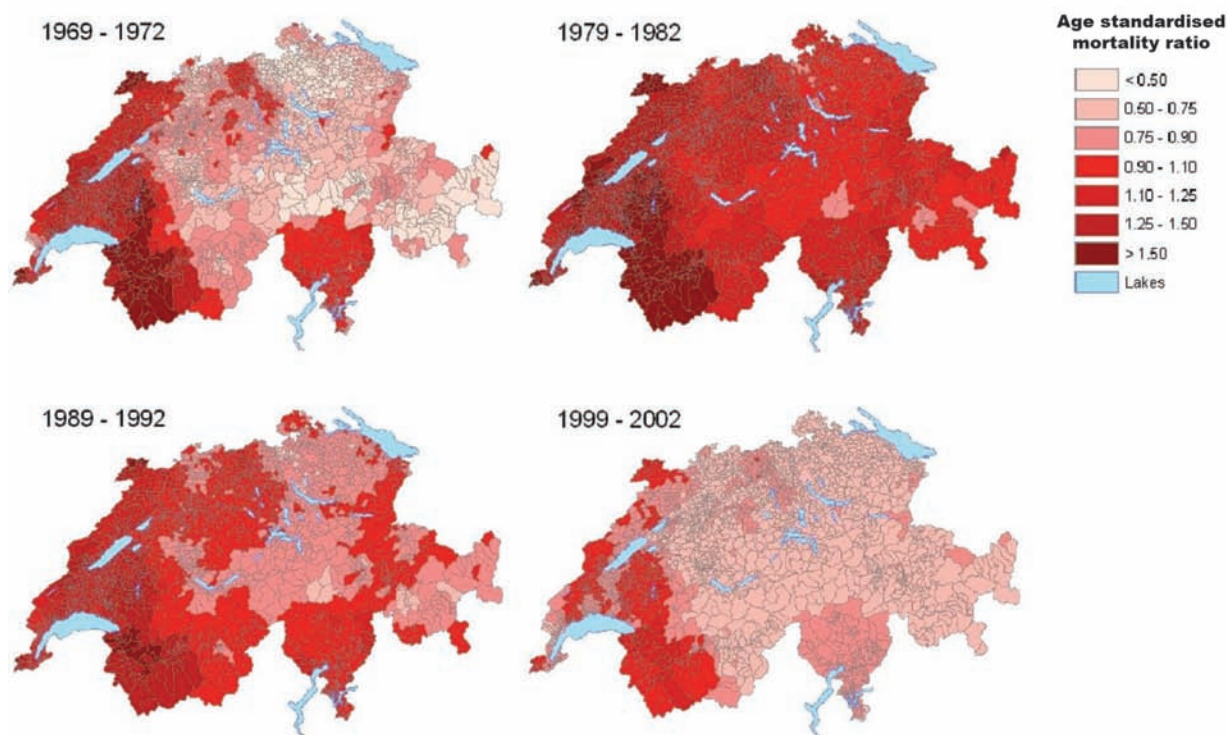 1969 - 1972
1979 - 1982
Age standardised
mortality ratio
< 0.50
0.50 - 0.75
0.75 - 0.90
0.90 - 1.10
1.10 - 1.25
1.25 - 1.50
> 1.50
Lakes
1989 - 1992
1999 - 2002